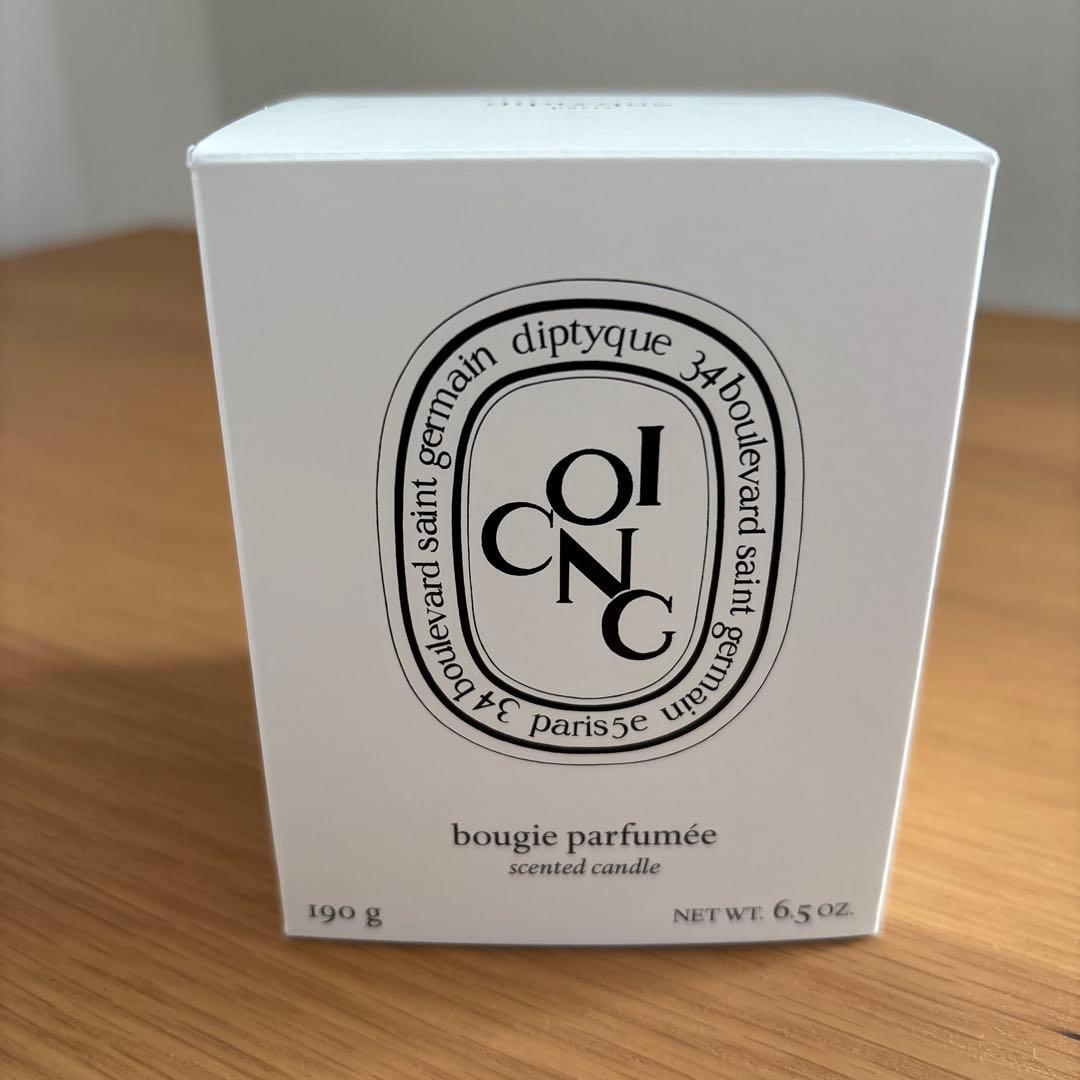 diptyque
34 boulevard saint germain
paris 5e
34 boulevard saint germain
COING
bougie parfumée
scented candle
190 g
NET WT. 6.5 OZ.